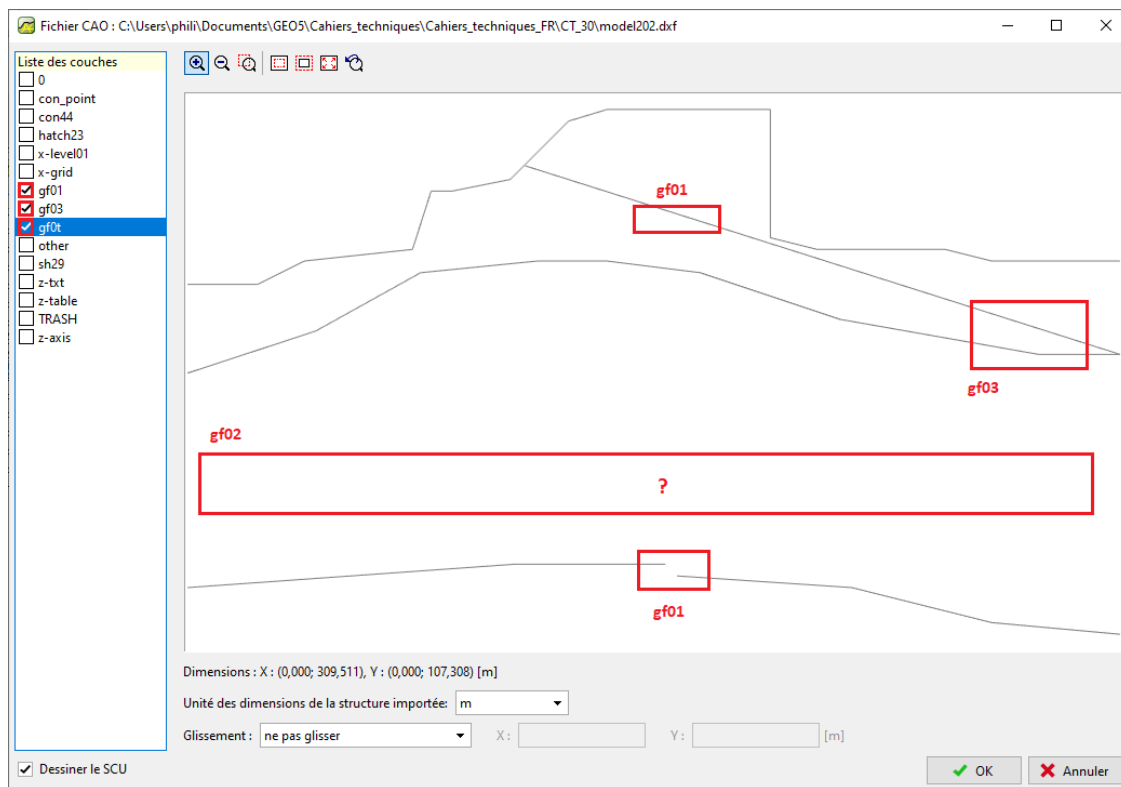 Fichier CAO : C:\Users\phili\Documents\GEO5\Cahiers_techniques\Cahiers_techniques_FR\CT_30\model202.dxf
Liste des couches
0
con_point
con44
hatch23
x-level01
x-grid
gf01
gf03
gf0t
other
sh29
z-txt
z-table
TRASH
z-axis
gf01
gf03
gf02
?
gf01
Dimensions : X : (0,000; 309,511), Y : (0,000; 107,308) [m]
Unité des dimensions de la structure importée: m
Glissement : ne pas glisser X : Y : [m]
Dessiner le SCU
OK Annuler